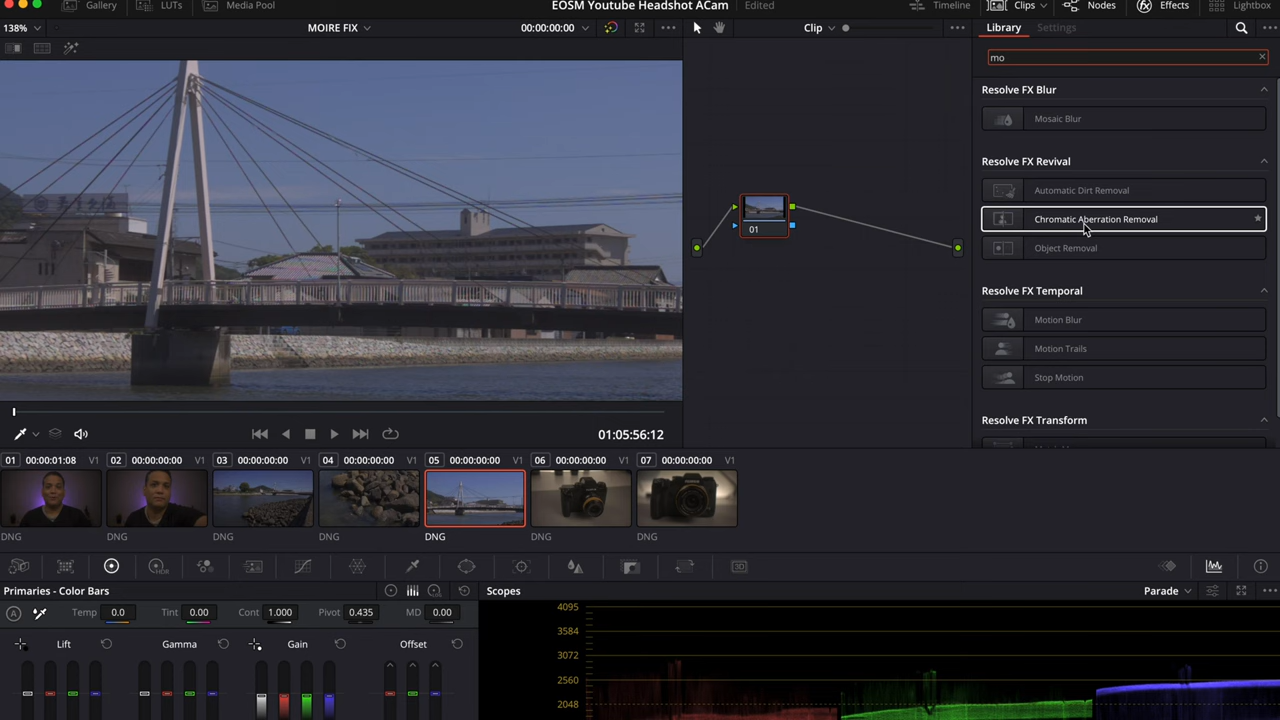 Gallery LUTs Media Pool EOSM Youtube Headshot ACam Edited Timeline Clips Nodes Effects Lightbox
138% MOIRE FIX 00:00:00:00 Clip Library Settings
mo
Resolve FX Blur
Mosaic Blur
Resolve FX Revival
Automatic Dirt Removal
Chromatic Aberration Removal
01
Object Removal
Resolve FX Temporal
Motion Blur
Motion Trails
Stop Motion
Resolve FX Transform
01:05:56:12
01 00:00:01:08 V1 02 00:00:00:00 V1 03 00:00:00:00 V1 04 00:00:00:00 V1 05 00:00:00:00 V1 06 00:00:00:00 V1 07 00:00:00:00 V1
DNG DNG DNG DNG DNG DNG DNG
HDR 3D
Primaries - Color Bars Scopes Parade
A Temp 0.0 Tint 0.00 Cont 1.000 Pivot 0.435 MD 0.00
Lift Gamma Gain Offset
4095
3584
3072
2560
2048